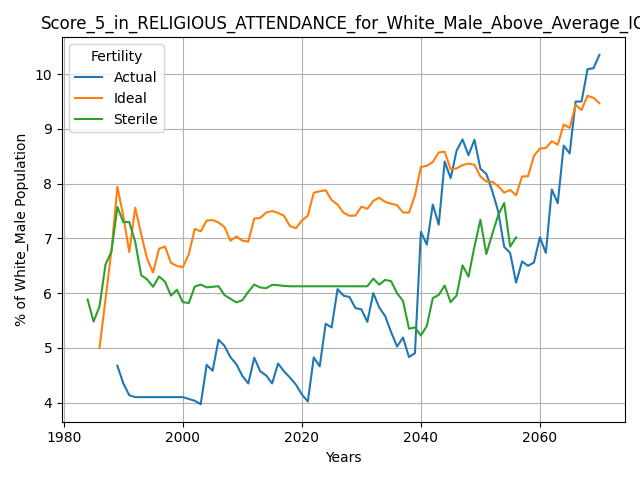 Score_5_in_RELIGIOUS_ATTENDANCE_for_White_Male_Above_Average_IQ
Fertility
Actual
Ideal
Sterile
% of White_Male Population
10
9
8
7
6
5
4
1980 2000 2020 2040 2060
Years